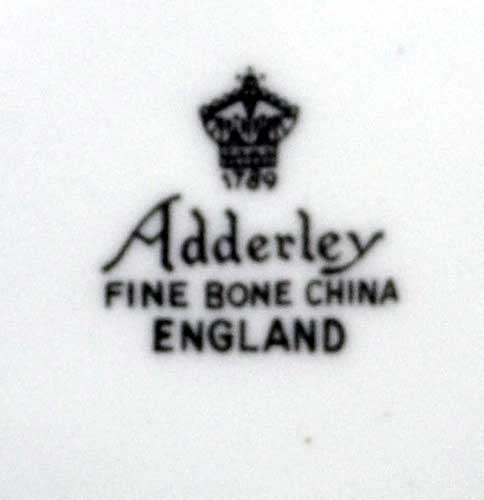 1789
Adderley
FINE BONE CHINA
ENGLAND